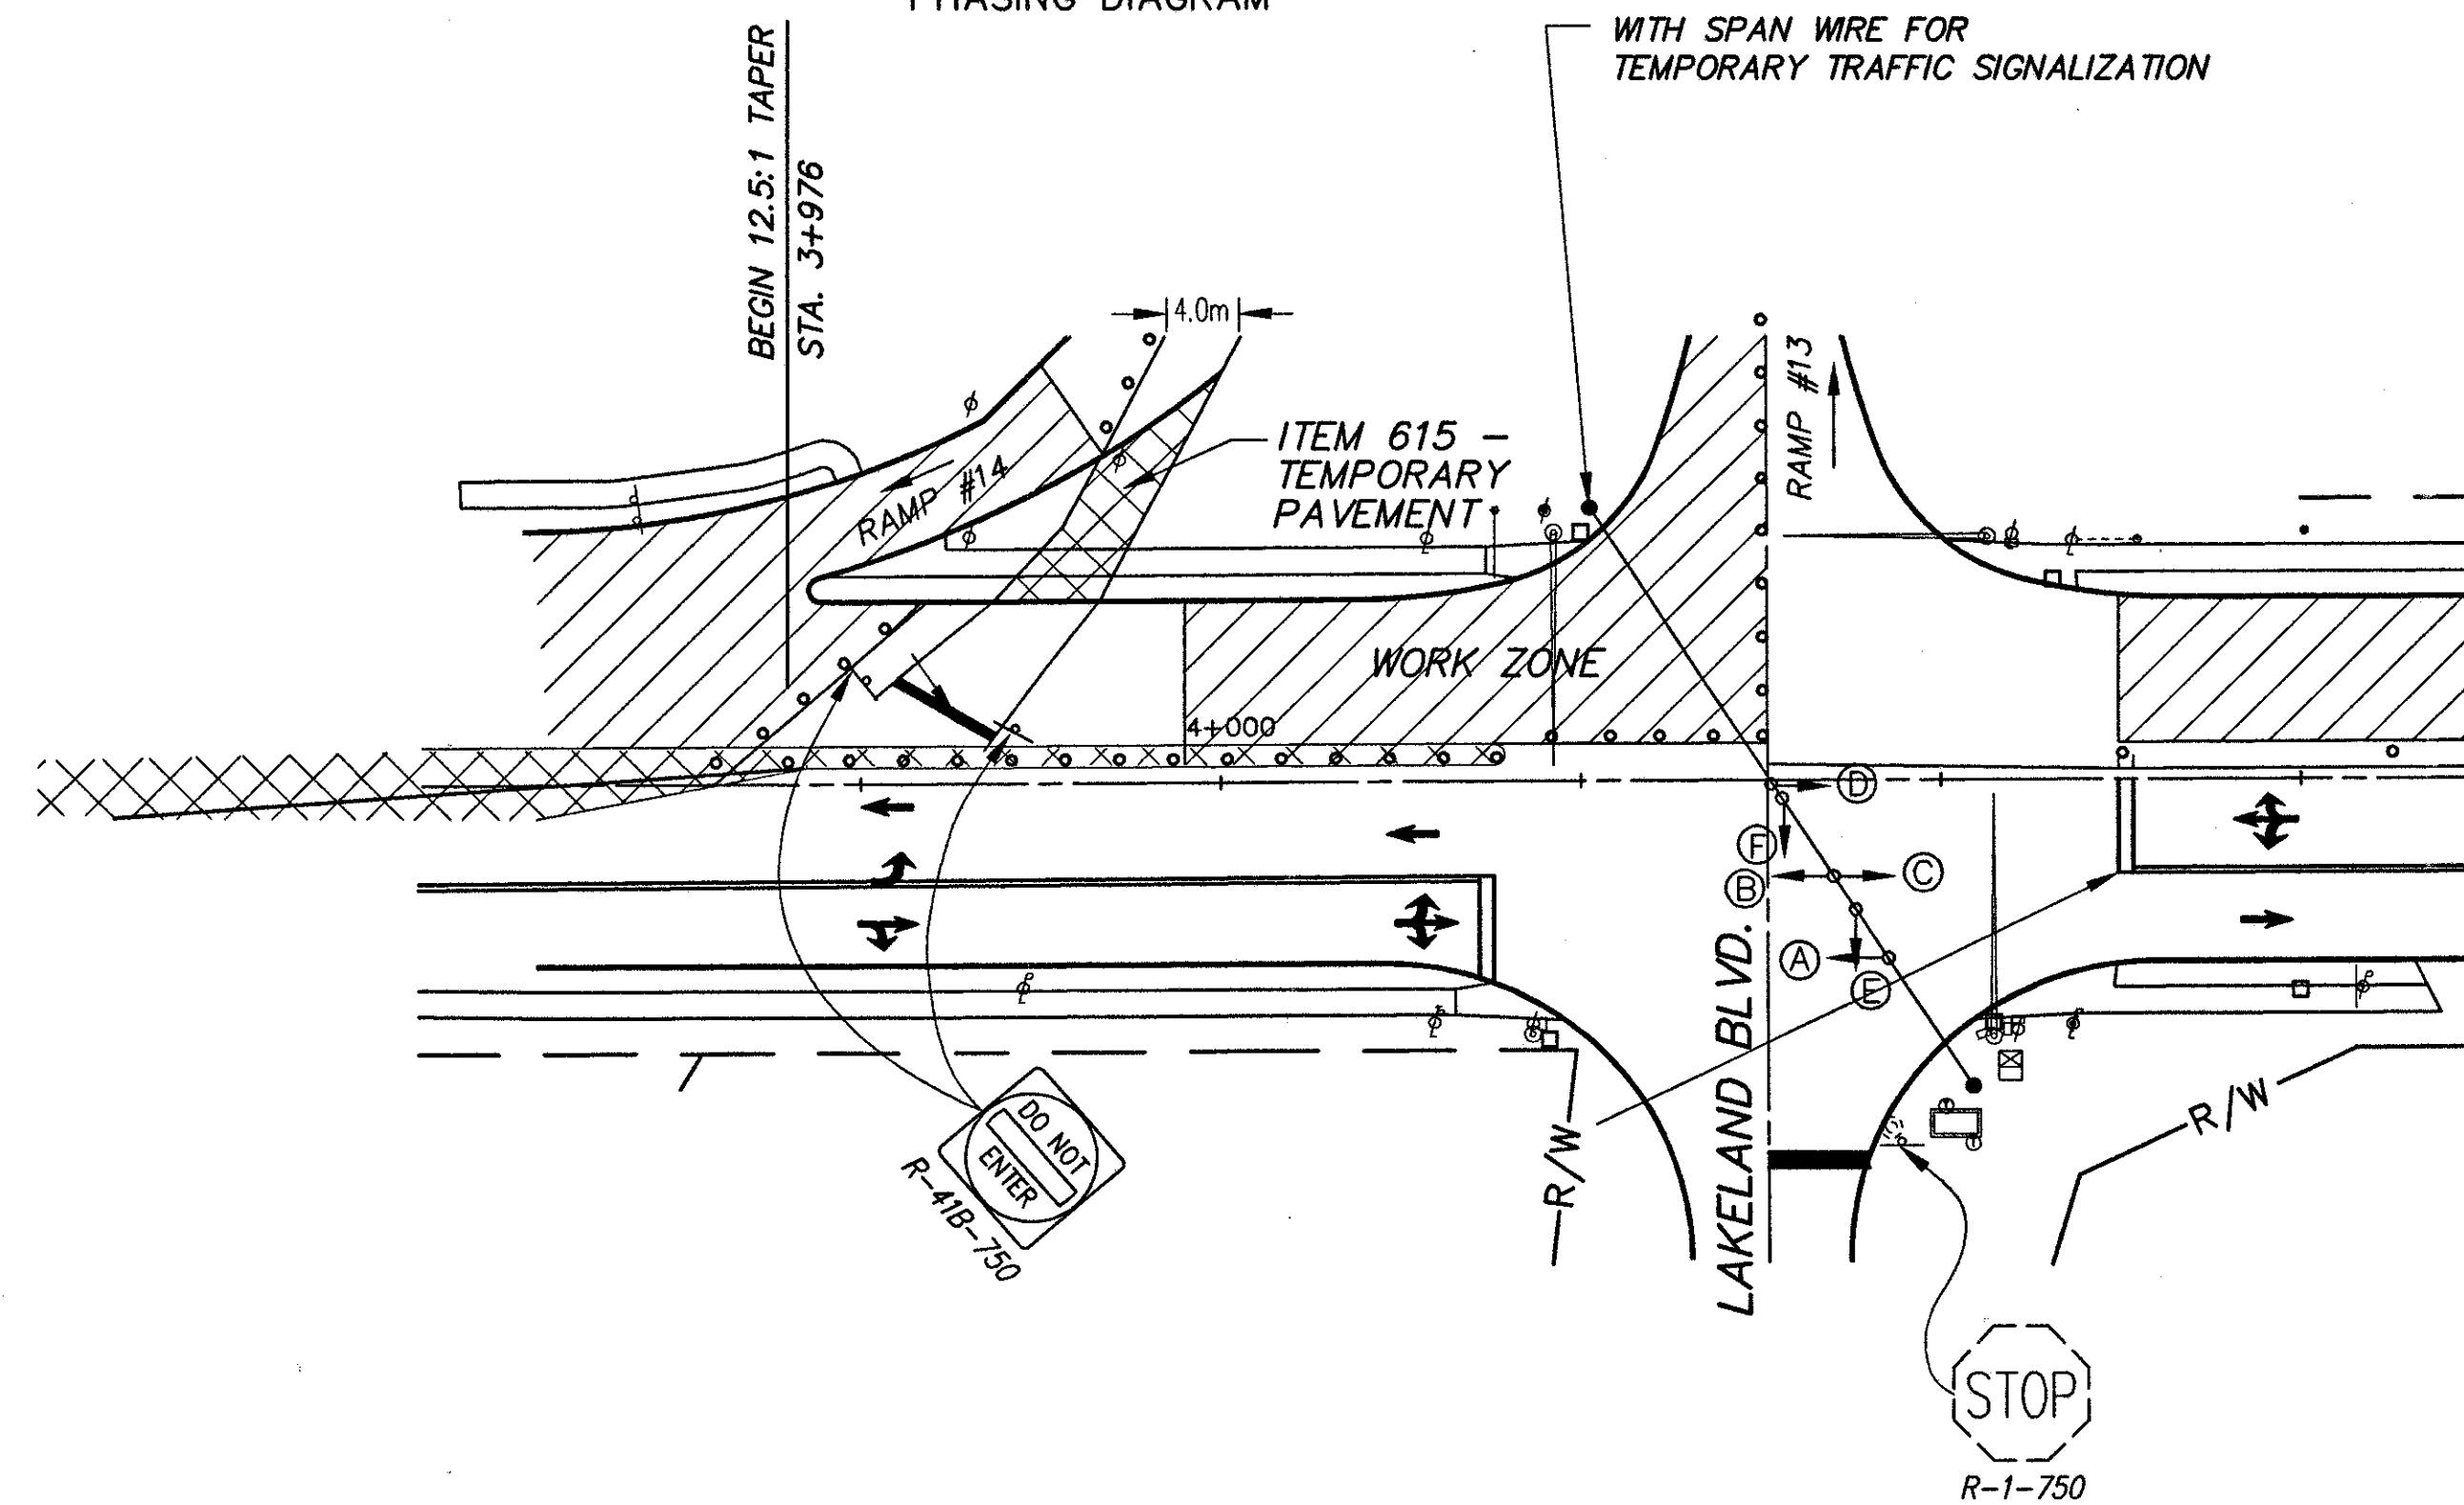 PHASING DIAGRAM
WITH SPAN WIRE FOR
TEMPORARY TRAFFIC SIGNALIZATION
BEGIN 12.5:1 TAPER
STA. 3+976
4.0m
RAMP #13
ITEM 615 -
TEMPORARY
PAVEMENT
RAMP #14
WORK ZONE
4+000
D
F
C
B
A
E
LAKELAND BLVD.
R/W
R/W
DO NOT
ENTER
R-41B-750
STOP
R-1-750